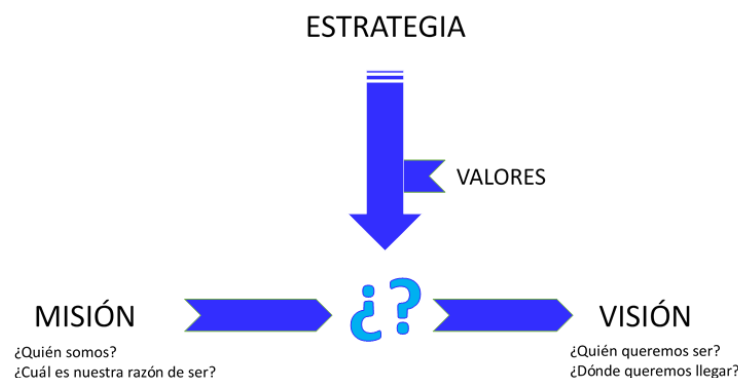 ESTRATEGIA
VALORES
¿?
MISIÓN
¿Quién somos?
¿Cuál es nuestra razón de ser?
VISIÓN
¿Quién queremos ser?
¿Dónde queremos llegar?